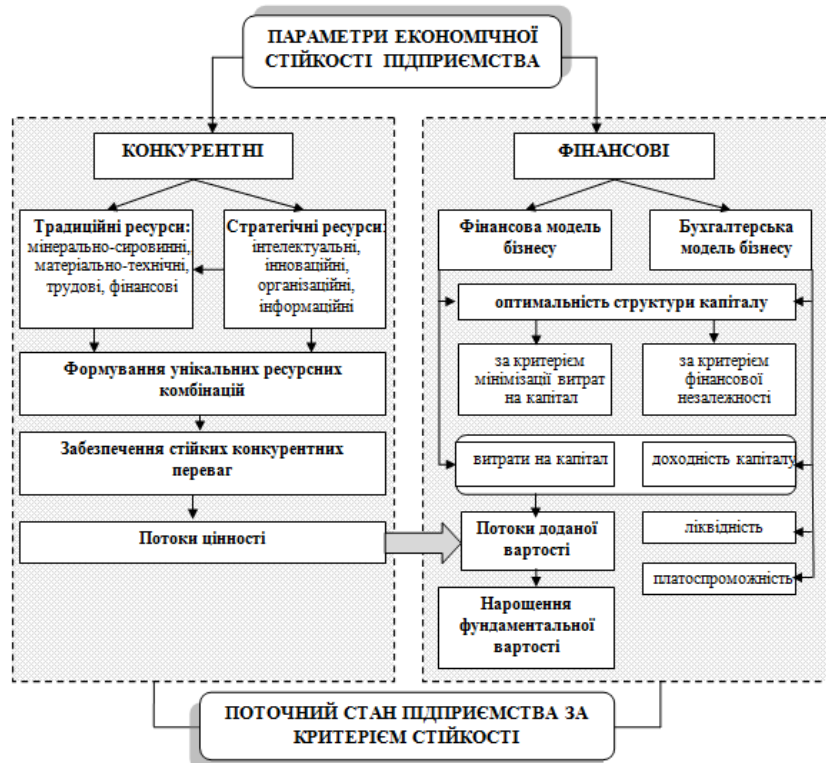 ПАРАМЕТРИ ЕКОНОМІЧНОЇ
СТІЙКОСТІ ПІДПРИЄМСТВА
КОНКУРЕНТНІ
Традиційні ресурси:
мінерально-сировинні,
матеріально-технічні,
трудові, фінансові
Стратегічні ресурси:
інтелектуальні,
інноваційні,
організаційні,
інформаційні
Формування унікальних ресурсних
комбінацій
Забезпечення стійких конкурентних
переваг
Потоки цінності
ФІНАНСОВІ
Фінансова модель
бізнесу
Бухгалтерська
модель бізнесу
оптимальність структури капіталу
за критерієм
мінімізації витрат
на капітал
за критерієм
фінансової
незалежності
витрати на капітал
доходність капіталу
Потоки доданої
вартості
ліквідність
платоспроможність
Нарощення
фундаментальної
вартості
ПОТОЧНИЙ СТАН ПІДПРИЄМСТВА ЗА
КРИТЕРІЄМ СТІЙКОСТІ